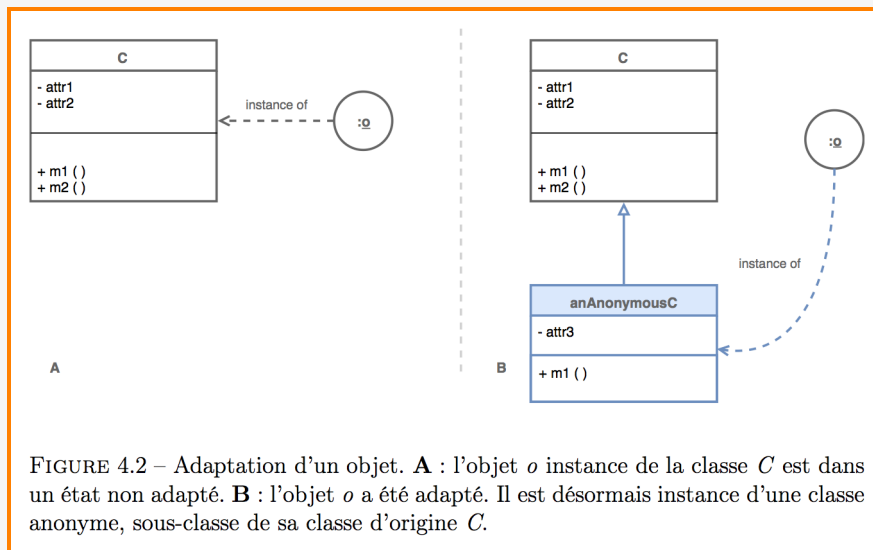 C
- attr1
- attr2
+ m1 ( )
+ m2 ( )
instance of
:o
A
C
- attr1
- attr2
+ m1 ( )
+ m2 ( )
:o
instance of
anAnonymousC
- attr3
+ m1 ( )
B
FIGURE 4.2 – Adaptation d'un objet. A : l'objet o instance de la classe C est dans
un état non adapté. B : l'objet o a été adapté. Il est désormais instance d'une classe
anonyme, sous-classe de sa classe d'origine C.